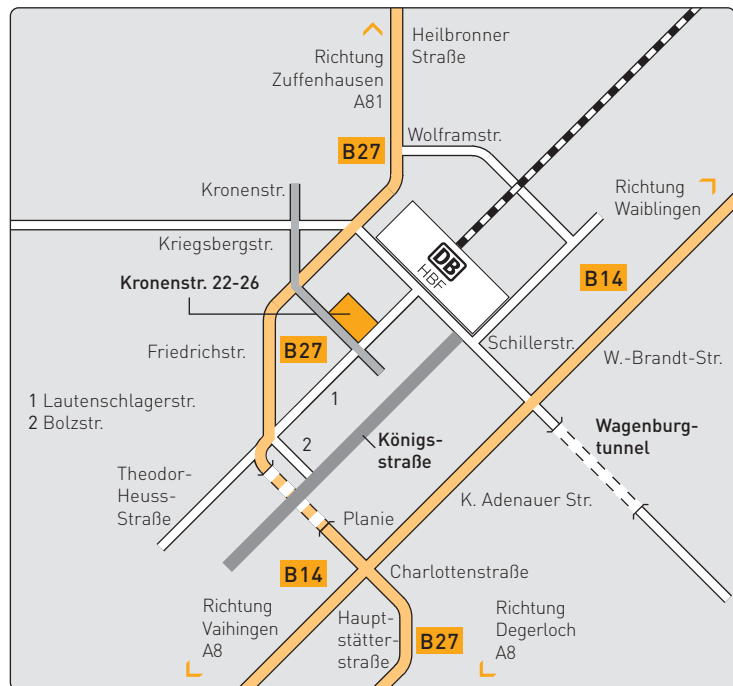 Heilbronner
Straße
Richtung
Zuffenhausen
A81
B27
Wolframstr.
Kronenstr.
Richtung
Waiblingen
Kriegsbergstr.
DB
HBF
Kronenstr. 22-26
B14
Friedrichstr.
B27
Schillerstr.
W.-Brandt-Str.
1 Lautenschlagerstr.
2 Bolzstr.
1
2
Königs-
straße
Wagenburg-
tunnel
Theodor-
Heuss-
Straße
K. Adenauer Str.
Planie
B14
Charlottenstraße
Richtung
Vaihingen
A8
Haupt-
stätter-
straße
B27
Richtung
Degerloch
A8